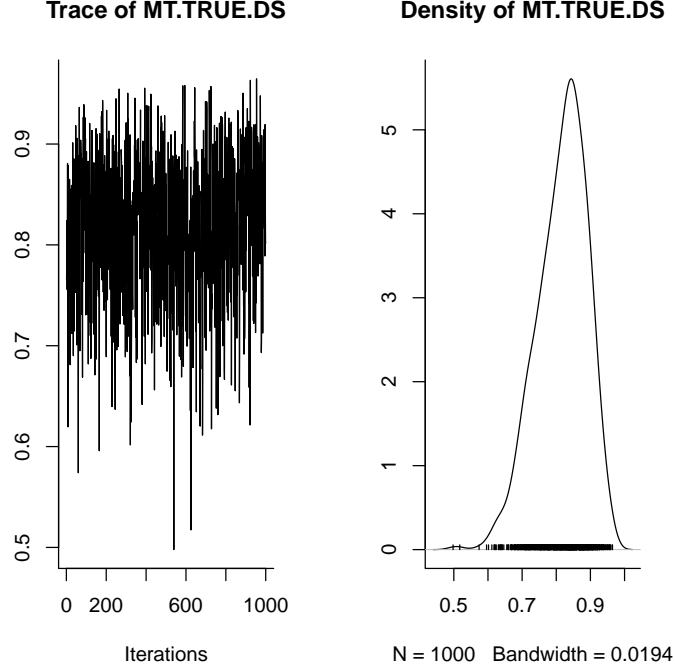 Trace of MT.TRUE.DS
0.9
0.8
0.7
0.6
0.5
0 200 600 1000
Iterations
Density of MT.TRUE.DS
5
4
3
2
1
0
0.5 0.7 0.9
N = 1000 Bandwidth = 0.0194